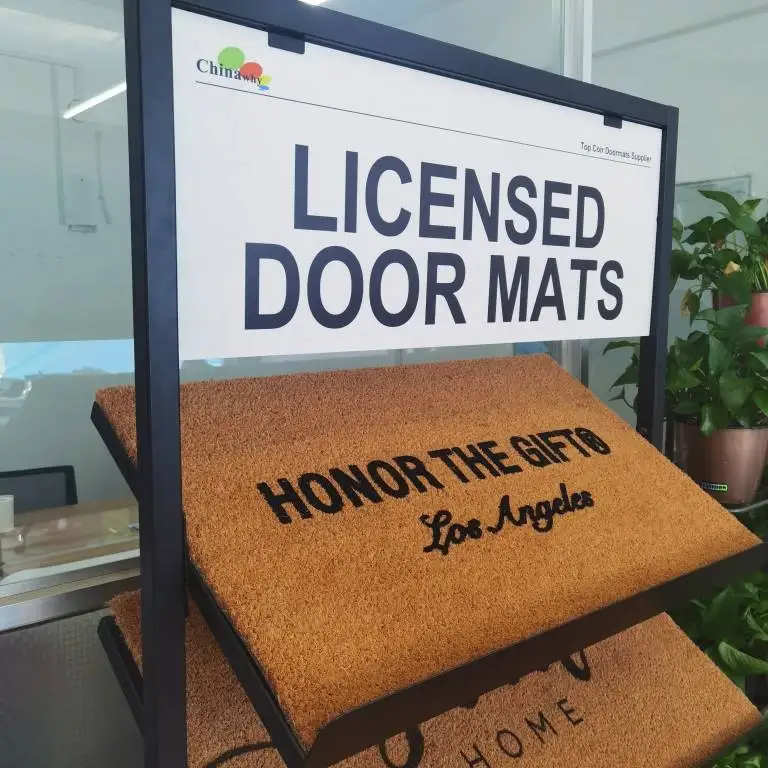 Chinawhy
Top Coir Doormats Supplier
LICENSED
DOOR MATS
HONOR THE GIFT®
Los Angeles
HOME